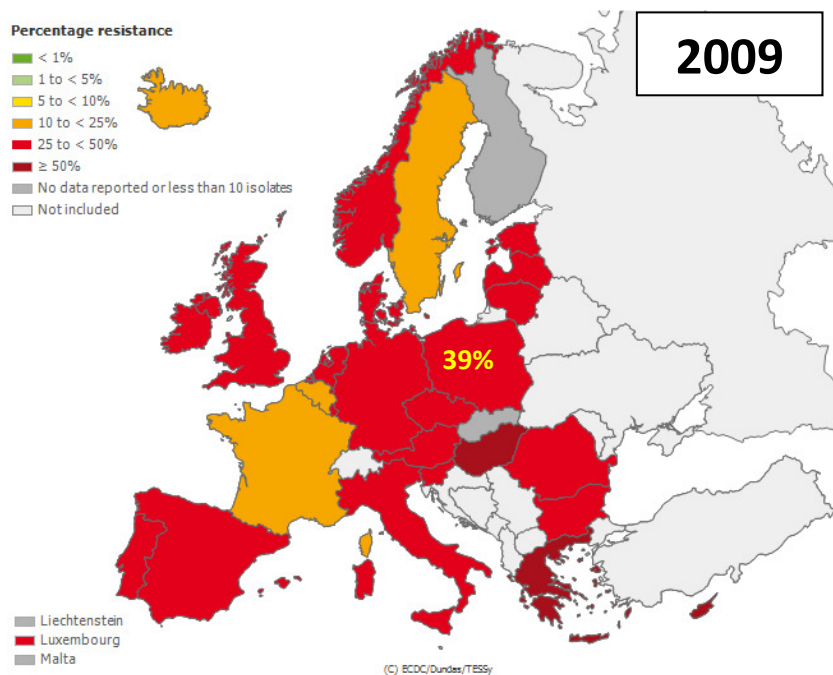 Percentage resistance
< 1%
1 to < 5%
5 to < 10%
10 to < 25%
25 to < 50%
≥ 50%
No data reported or less than 10 isolates
Not included
2009
39%
Liechtenstein
Luxembourg
Malta
(C) ECDC/Dundas/TESSy